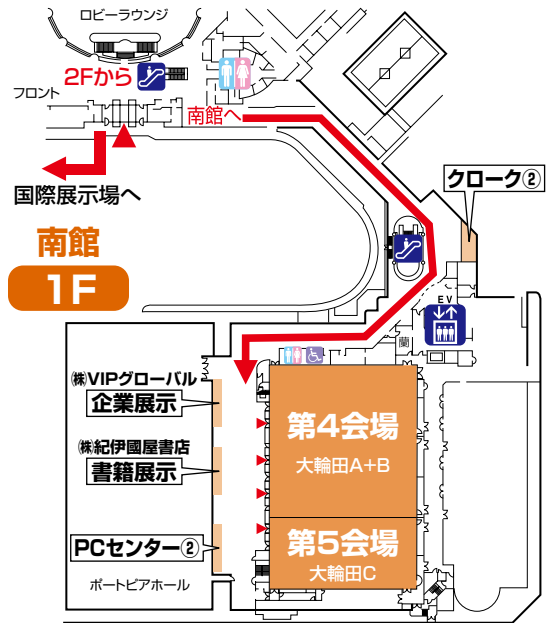 ロビーラウンジ
2Fから
フロント
南館へ
国際展示場へ
クローク②
南館
1F
EV
蘭
㈱VIPグローバル
企業展示
第4会場
大輪田A+B
㈱紀伊國屋書店
書籍展示
PCセンター②
第5会場
大輪田C
ポートピアホール